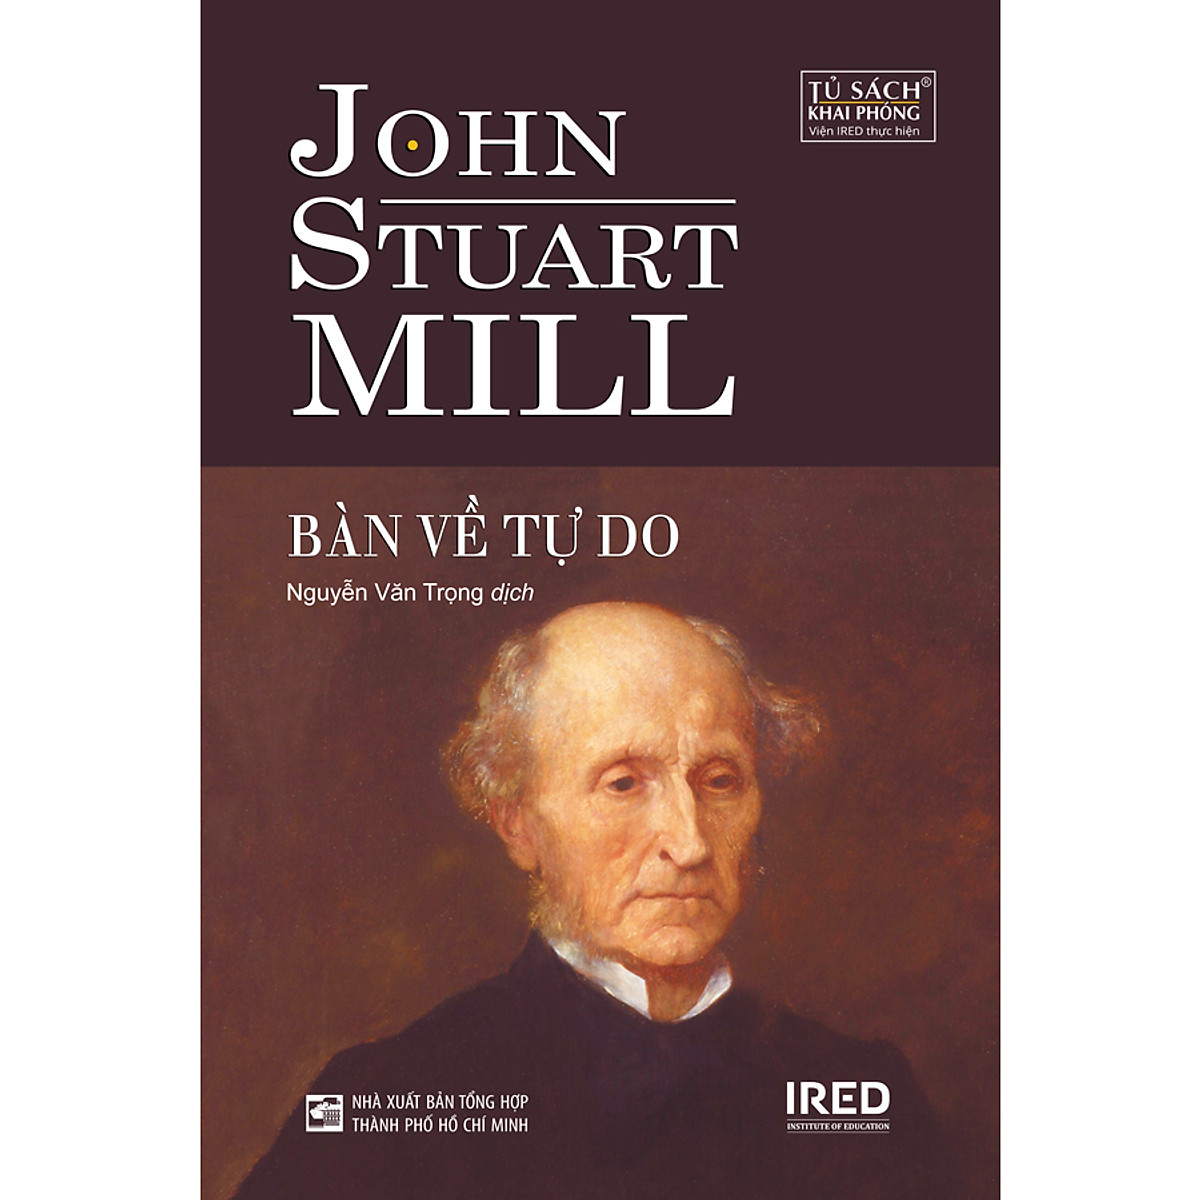 JOHN
STUART
MILL
TỦ SÁCH®
KHAI PHÓNG
Viện IRED thực hiện
BÀN VỀ TỰ DO
Nguyễn Văn Trọng dịch
NHÀ XUẤT BẢN TỔNG HỢP
THÀNH PHỐ HỒ CHÍ MINH
IRED
INSTITUTE OF EDUCATION